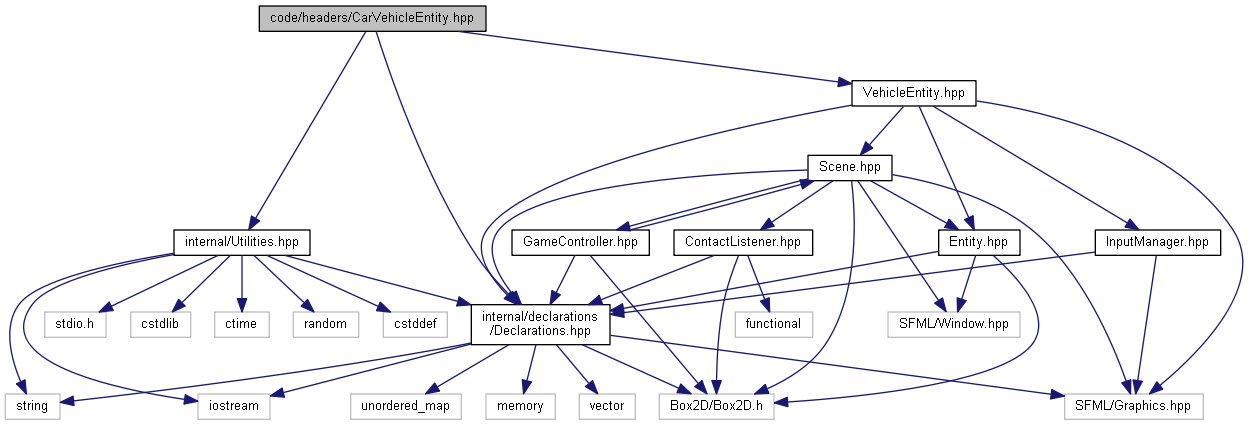 code/headers/CarVehicleEntity.hpp
VehicleEntity.hpp
Scene.hpp
internal/Utilities.hpp
GameController.hpp
ContactListener.hpp
Entity.hpp
InputManager.hpp
stdio.h
cstdlib
ctime
random
cstddef
internal/declarations
/Declarations.hpp
functional
SFML/Window.hpp
string
iostream
unordered_map
memory
vector
Box2D/Box2D.h
SFML/Graphics.hpp